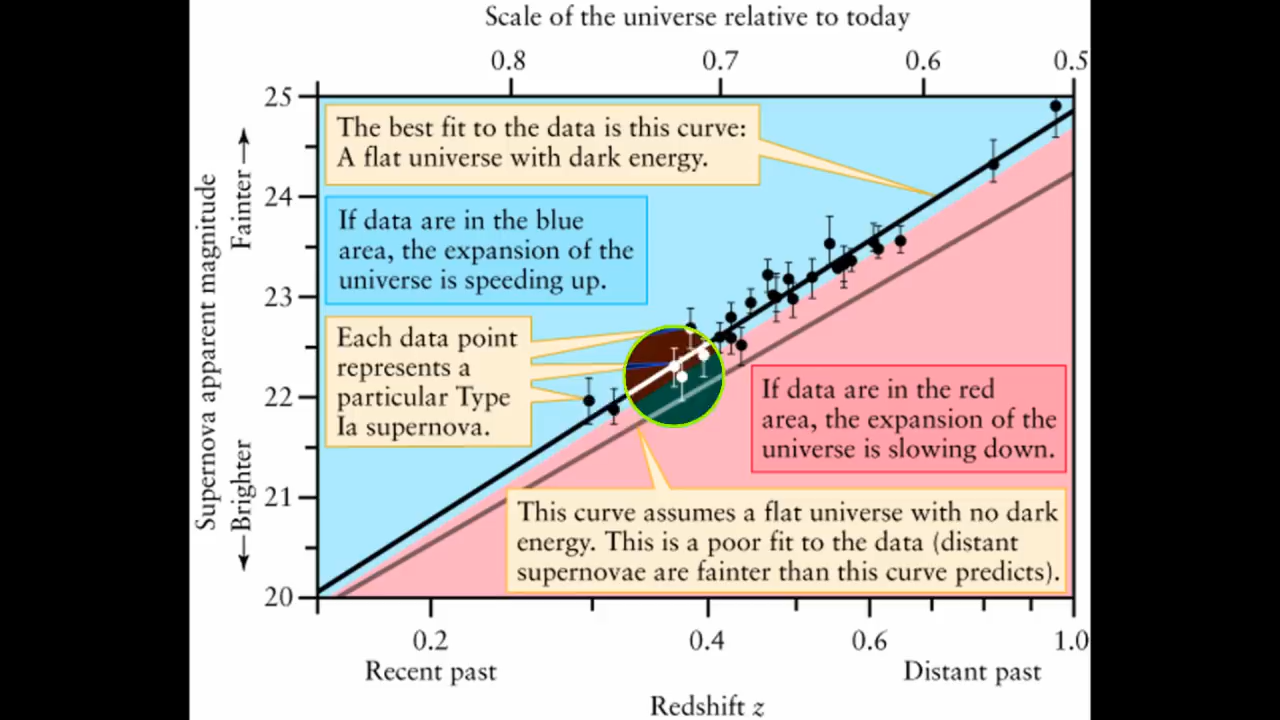 Scale of the universe relative to today
0.8 0.7 0.6 0.5
25
24
23
22
21
20
Supernova apparent magnitude
←Brighter Fainter→
The best fit to the data is this curve:
A flat universe with dark energy.
If data are in the blue
area, the expansion of the
universe is speeding up.
Each data point
represents a
particular Type
Ia supernova.
If data are in the red
area, the expansion of the
universe is slowing down.
This curve assumes a flat universe with no dark
energy. This is a poor fit to the data (distant
supernovae are fainter than this curve predicts).
0.2 0.4 0.6 1.0
Recent past Distant past
Redshift z